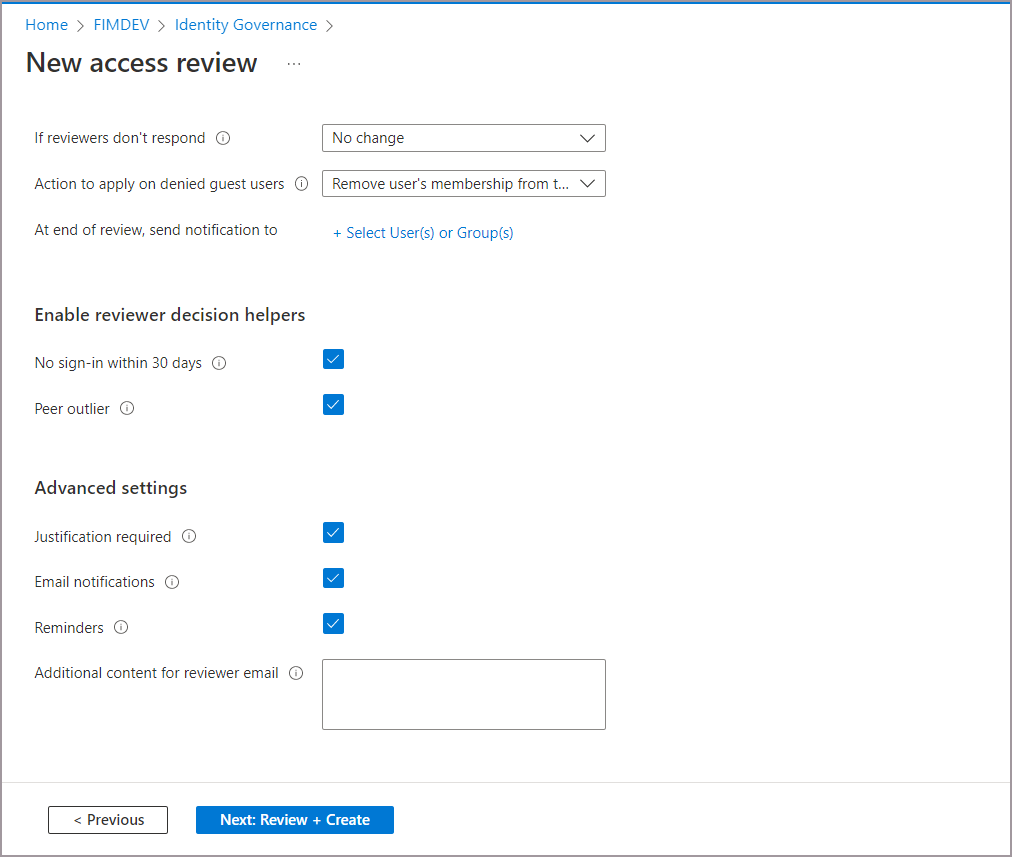 Home > FIMDEV > Identity Governance >
New access review ...
If reviewers don't respond
No change
Action to apply on denied guest users
Remove user's membership from t...
At end of review, send notification to
+ Select User(s) or Group(s)
Enable reviewer decision helpers
No sign-in within 30 days
Peer outlier
Advanced settings
Justification required
Email notifications
Reminders
Additional content for reviewer email
< Previous
Next: Review + Create